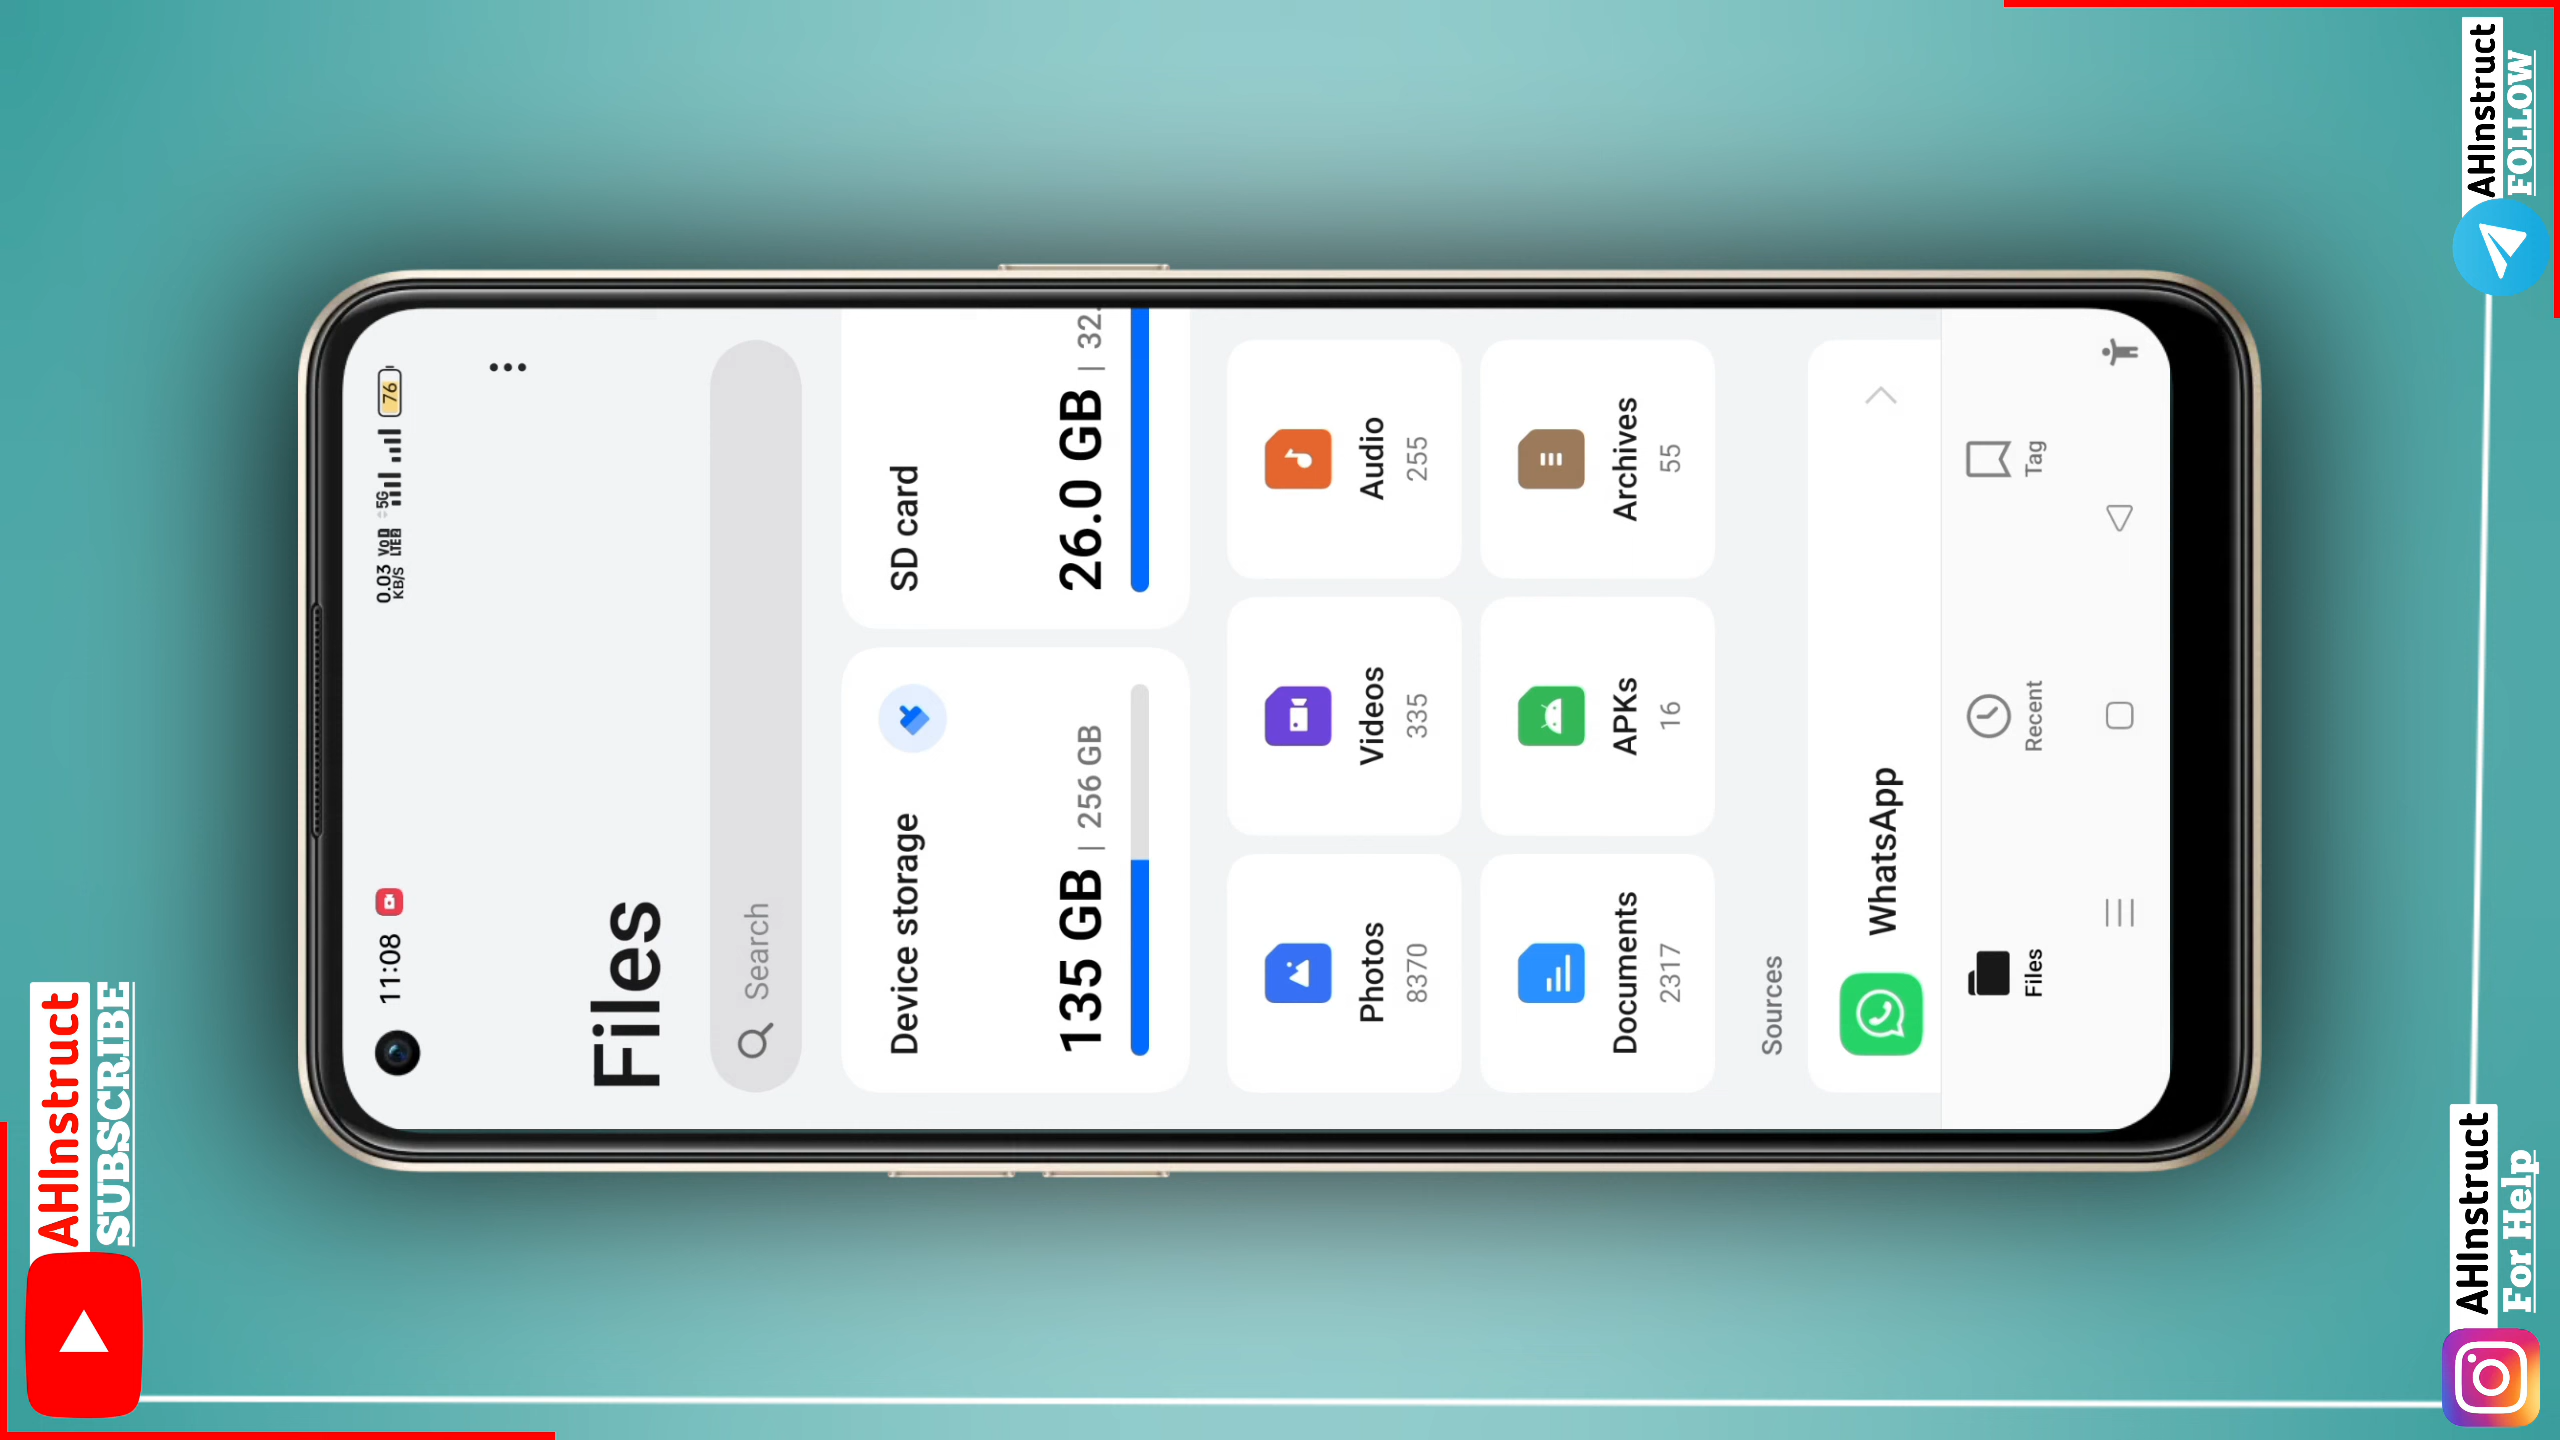 11:08
0.03 KB/S VoD LTE2 5G 76
Files
Search
Device storage
135 GB | 256 GB
SD card
26.0 GB | 32.
Photos
8370
Videos
335
Audio
255
Documents
2317
APKs
16
Archives
55
Sources
WhatsApp
Files
Recent
Tag
AHInstruct
SUBSCRIBE
AHInstruct
FOLLOW
AHInstruct
For Help